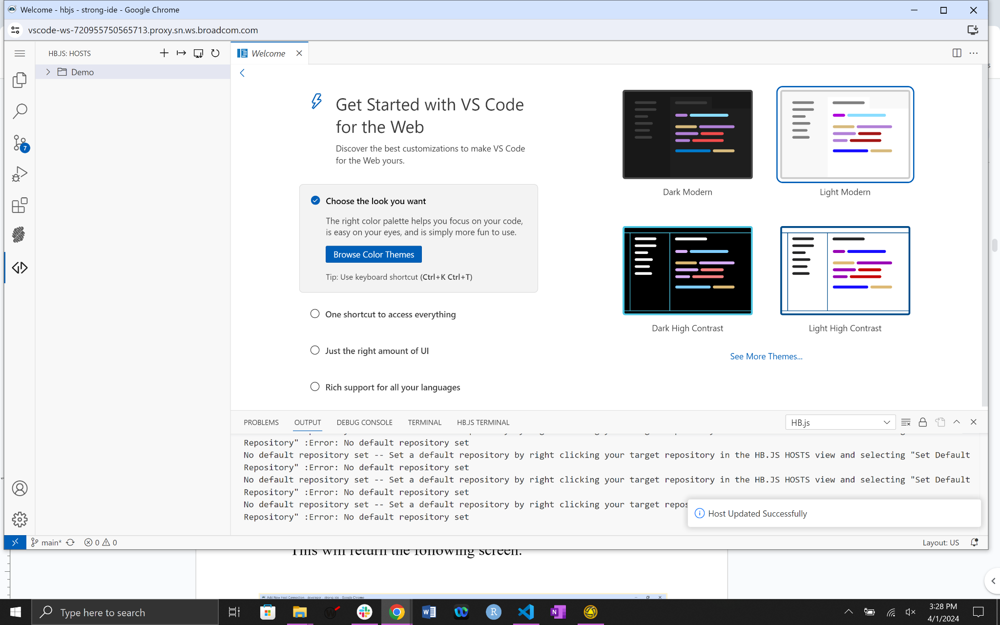 Welcome - hbjs - strong-ide - Google Chrome
vscode-ws-720955750565713.proxy.sn.ws.broadcom.com
HB.JS: HOSTS
Demo
Welcome
Get Started with VS Code
for the Web
Discover the best customizations to make VS Code
for the Web yours.
Choose the look you want
The right color palette helps you focus on your code,
is easy on your eyes, and is simply more fun to use.
Browse Color Themes
Tip: Use keyboard shortcut (Ctrl+K Ctrl+T)
One shortcut to access everything
Just the right amount of UI
Rich support for all your languages
Dark Modern
Light Modern
Dark High Contrast
Light High Contrast
See More Themes...
7
PROBLEMS OUTPUT DEBUG CONSOLE TERMINAL HB.JS TERMINAL
HB.js
Repository" :Error: No default repository set
No default repository set -- Set a default repository by right clicking your target repository in the HB.JS HOSTS view and selecting "Set Default
Repository" :Error: No default repository set
No default repository set -- Set a default repository by right clicking your target repository in the HB.JS HOSTS view and selecting "Set Default
Repository" :Error: No default repository set
No default repository set -- Set a default repository by right clicking your target repos
Repository" :Error: No default repository set
Host Updated Successfully
main* 0 0
Layout: US
This will return the following screen.
Add New Host Connection - developer - strong-ide - Google Chrome
Type here to search
3:28 PM
4/1/2024